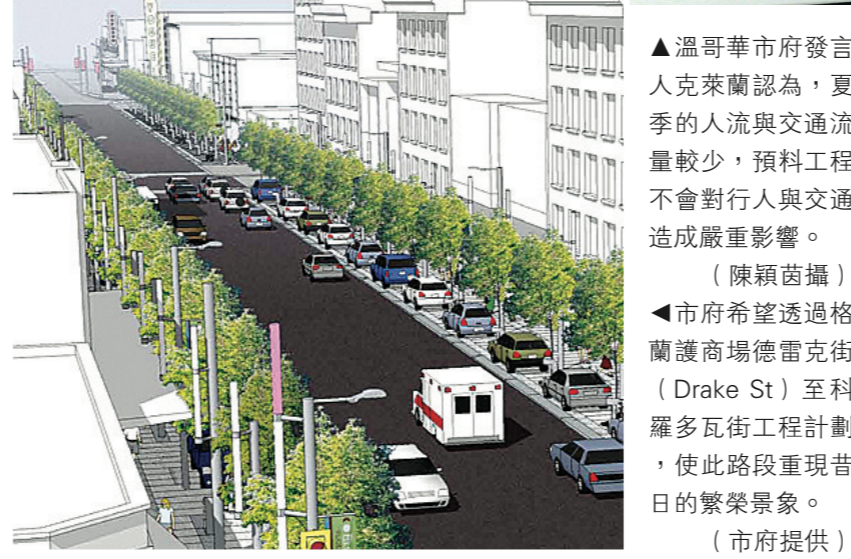 ▲溫哥華市府發言
人克萊蘭認為，夏
季的人流與交通流
量較少，預料工程
不會對行人與交通
造成嚴重影響。
（陳穎茵攝）
◀市府希望透過格
蘭護商場德雷克街
（Drake St）至科
羅多瓦街工程計劃
，使此路段重現昔
日的繁榮景象。
（市府提供）